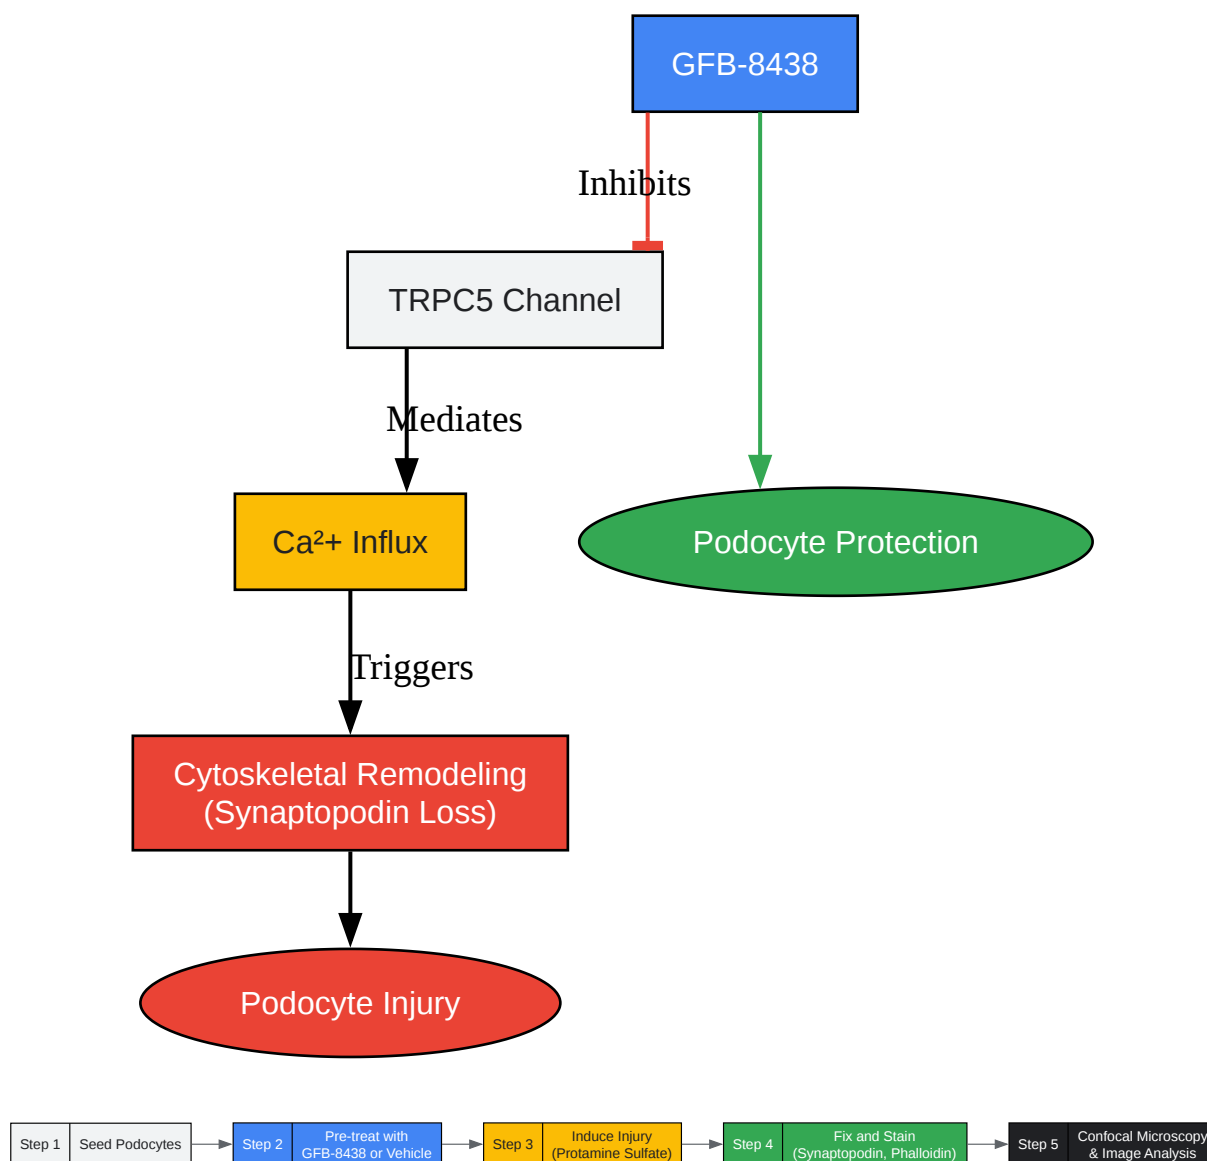 GFB-8438
Inhibits
TRPC5 Channel
Mediates
Ca²+ Influx
Podocyte Protection
Triggers
Cytoskeletal Remodeling
(Synaptopodin Loss)
Podocyte Injury
Step 1
Seed Podocytes
Step 2
Pre-treat with
GFB-8438 or Vehicle
Step 3
Induce Injury
(Protamine Sulfate)
Step 4
Fix and Stain
(Synaptopodin, Phalloidin)
Step 5
Confocal Microscopy
& Image Analysis